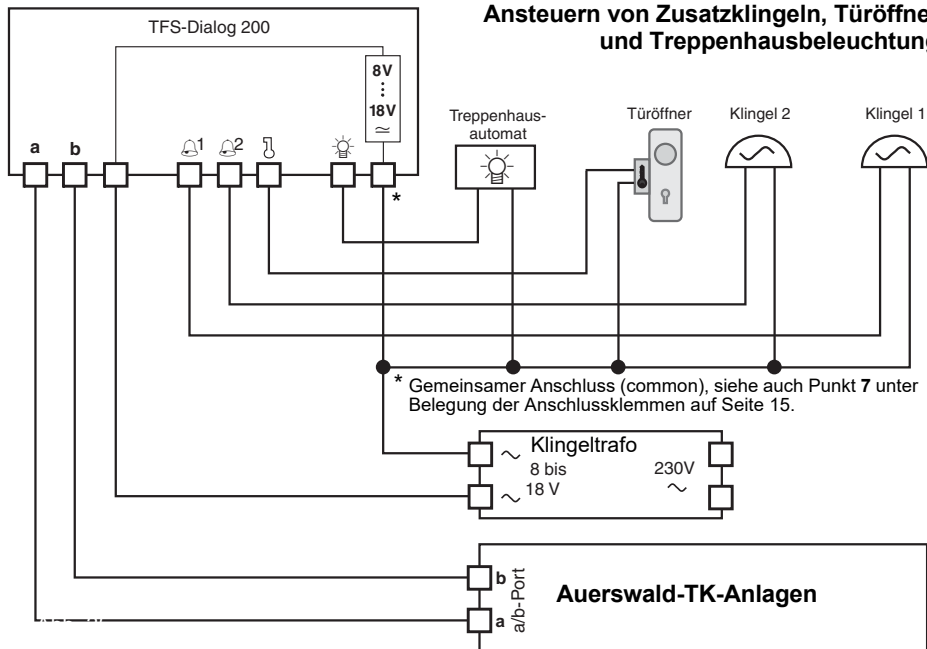 Ansteuern von Zusatzklingeln, Türöffne
und Treppenhausbeleuchtung
TFS-Dialog 200
8V
18V
a
b
1
2
*
Treppenhaus-
automat
Türöffner
Klingel 2
Klingel 1
* Gemeinsamer Anschluss (common), siehe auch Punkt 7 unter
Belegung der Anschlussklemmen auf Seite 15.
Klingeltrafo
8 bis
18 V
230V
b
a
a/b-Port
Auerswald-TK-Anlagen